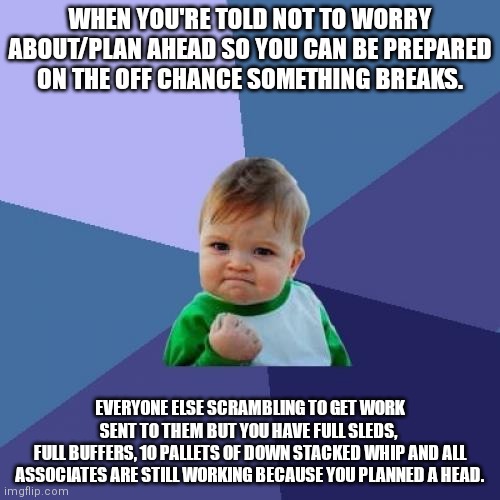 WHEN YOU'RE TOLD NOT TO WORRY
ABOUT/PLAN AHEAD SO YOU CAN BE PREPARED
ON THE OFF CHANCE SOMETHING BREAKS.
EVERYONE ELSE SCRAMBLING TO GET WORK
SENT TO THEM BUT YOU HAVE FULL SLEDS,
FULL BUFFERS, 10 PALLETS OF DOWN STACKED WHIP AND ALL
ASSOCIATES ARE STILL WORKING BECAUSE YOU PLANNED A HEAD.
imgflip.com